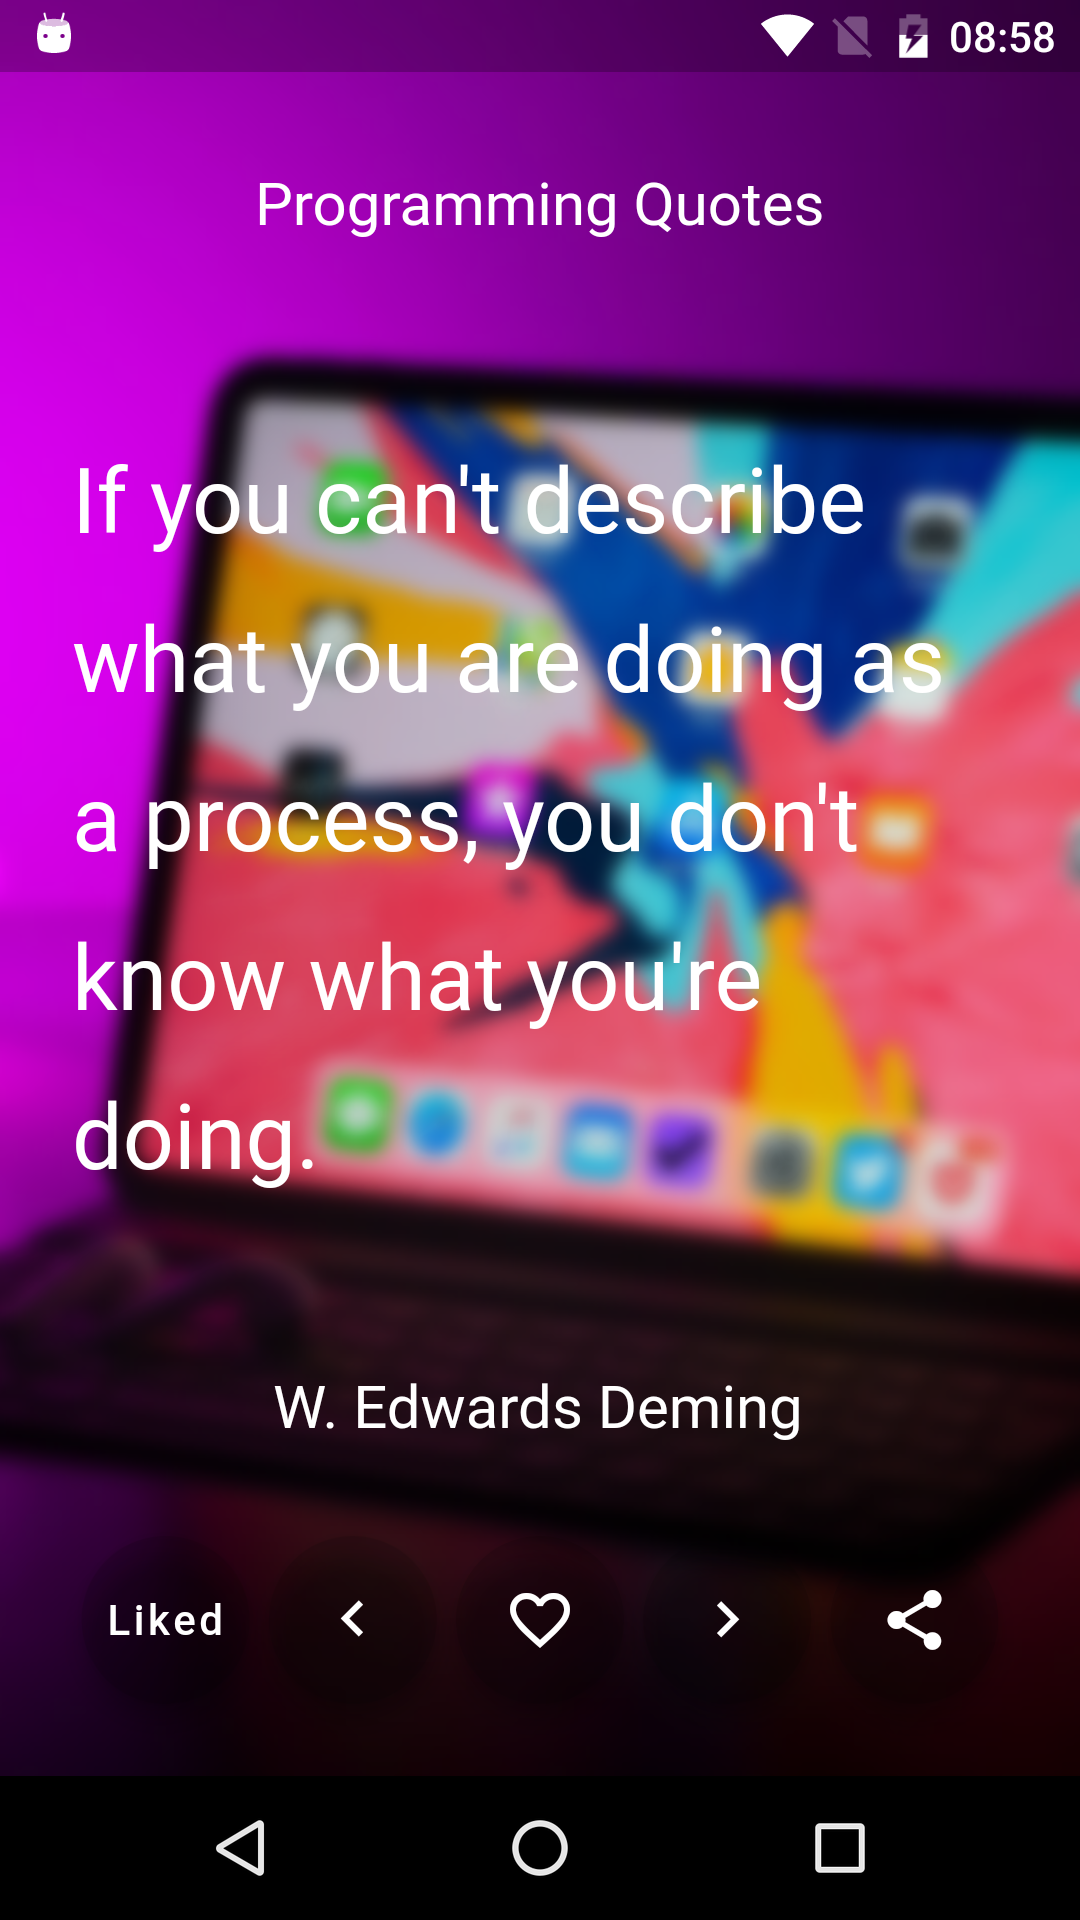 08:58
Programming Quotes
If you can't describe
what you are doing as
a process, you don't
know what you're
doing.
W. Edwards Deming
Liked